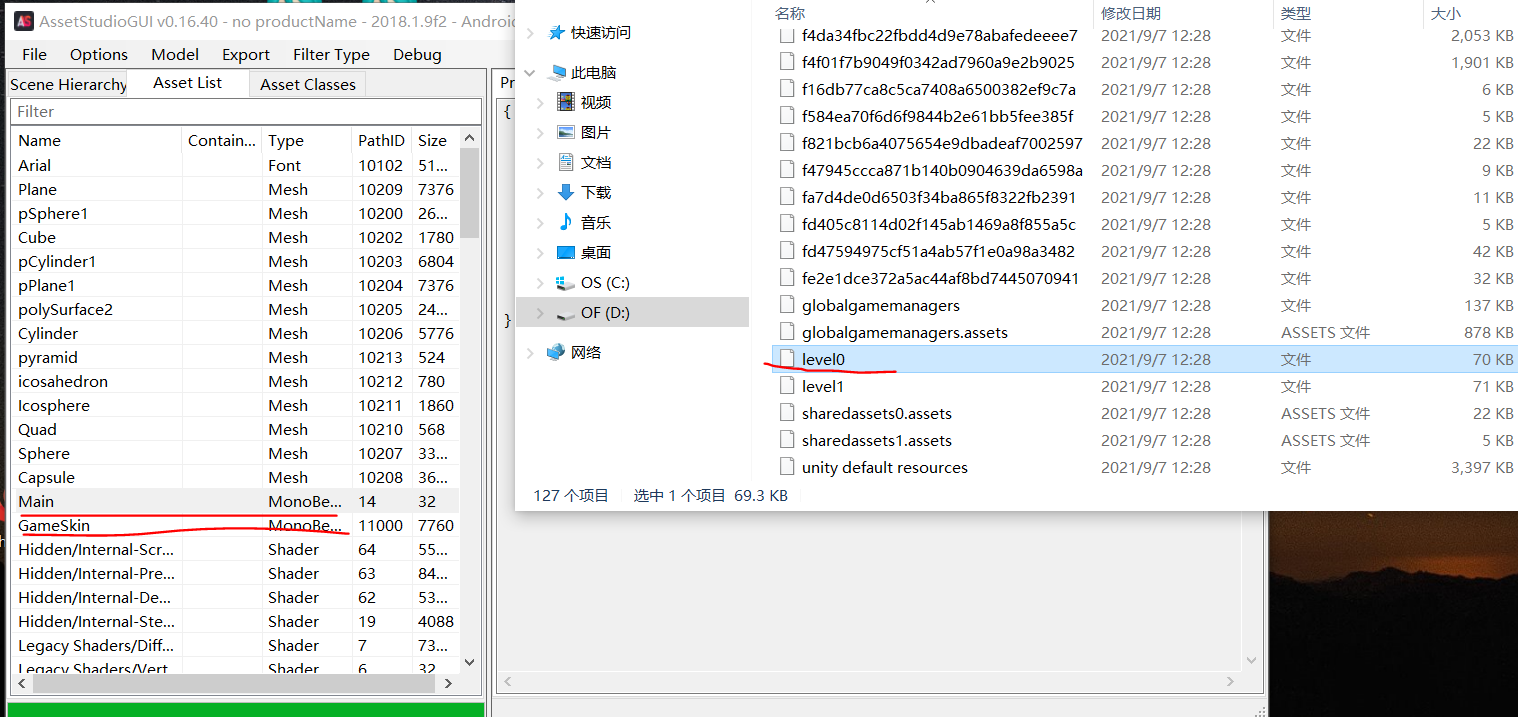 AssetStudioGUI v0.16.40 - no productName - 2018.1.9f2 - Android
File Options Model Export Filter Type Debug
Scene Hierarchy Asset List Asset Classes
Filter
Name Contain... Type PathID Size
Arial Font 10102 51...
Plane Mesh 10209 7376
pSphere1 Mesh 10200 26...
Cube Mesh 10202 1780
pCylinder1 Mesh 10203 6804
pPlane1 Mesh 10204 7376
polySurface2 Mesh 10205 24...
Cylinder Mesh 10206 5776
pyramid Mesh 10213 524
icosahedron Mesh 10212 780
Icosphere Mesh 10211 1860
Quad Mesh 10210 568
Sphere Mesh 10207 33...
Capsule Mesh 10208 36...
Main MonoBe... 14 32
GameSkin MonoBe... 11000 7760
Hidden/Internal-Scr... Shader 64 55...
Hidden/Internal-Pre... Shader 63 84...
Hidden/Internal-De... Shader 62 53...
Hidden/Internal-Ste... Shader 19 4088
Legacy Shaders/Diff... Shader 7 73...
Legacy Shaders/Vert Shader 6 32
Pr
{
}
快速访问
此电脑
视频
图片
文档
下载
音乐
桌面
OS (C:)
OF (D:)
网络
名称 修改日期 类型 大小
f4da34fbc22fbdd4d9e78abafedeeee7 2021/9/7 12:28 文件 2,053 KB
f4f01f7b9049f0342ad7960a9e2b9025 2021/9/7 12:28 文件 1,901 KB
f16db77ca8c5ca7408a6500382ef9c7a 2021/9/7 12:28 文件 6 KB
f584ea70f6d6f9844b2e61bb5fee385f 2021/9/7 12:28 文件 5 KB
f821bcb6a4075654e9dbadeaf7002597 2021/9/7 12:28 文件 22 KB
f47945ccca871b140b0904639da6598a 2021/9/7 12:28 文件 9 KB
fa7d4de0d6503f34ba865f8322fb2391 2021/9/7 12:28 文件 11 KB
fd405c8114d02f145ab1469a8f855a5c 2021/9/7 12:28 文件 5 KB
fd47594975cf51a4ab57f1e0a98a3482 2021/9/7 12:28 文件 42 KB
fe2e1dce372a5ac44af8bd7445070941 2021/9/7 12:28 文件 32 KB
globalgamemanagers 2021/9/7 12:28 文件 137 KB
globalgamemanagers.assets 2021/9/7 12:28 ASSETS 文件 878 KB
level0 2021/9/7 12:28 文件 70 KB
level1 2021/9/7 12:28 文件 71 KB
sharedassets0.assets 2021/9/7 12:28 ASSETS 文件 22 KB
sharedassets1.assets 2021/9/7 12:28 ASSETS 文件 5 KB
unity default resources 2021/9/7 12:28 文件 3,397 KB
127 个项目 选中 1 个项目 69.3 KB